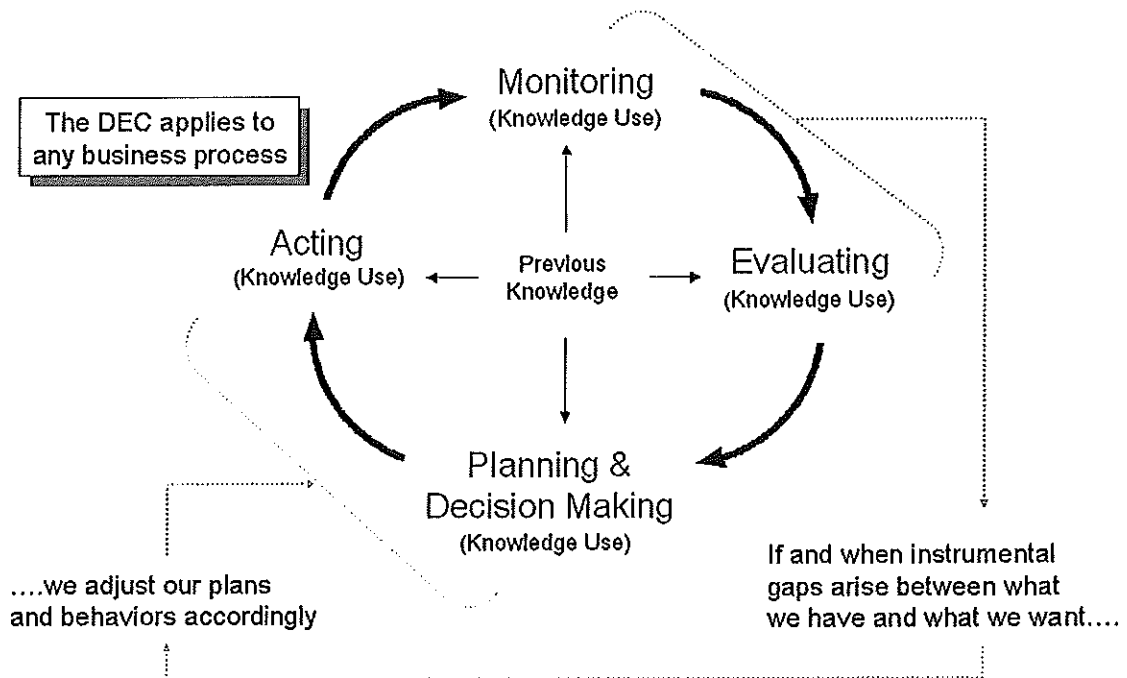 Monitoring
(Knowledge Use)
The DEC applies to
any business process
Acting
(Knowledge Use)
Previous
Knowledge
Evaluating
(Knowledge Use)
Planning &
Decision Making
(Knowledge Use)
If and when instrumental
gaps arise between what
we have and what we want....
....we adjust our plans
and behaviors accordingly